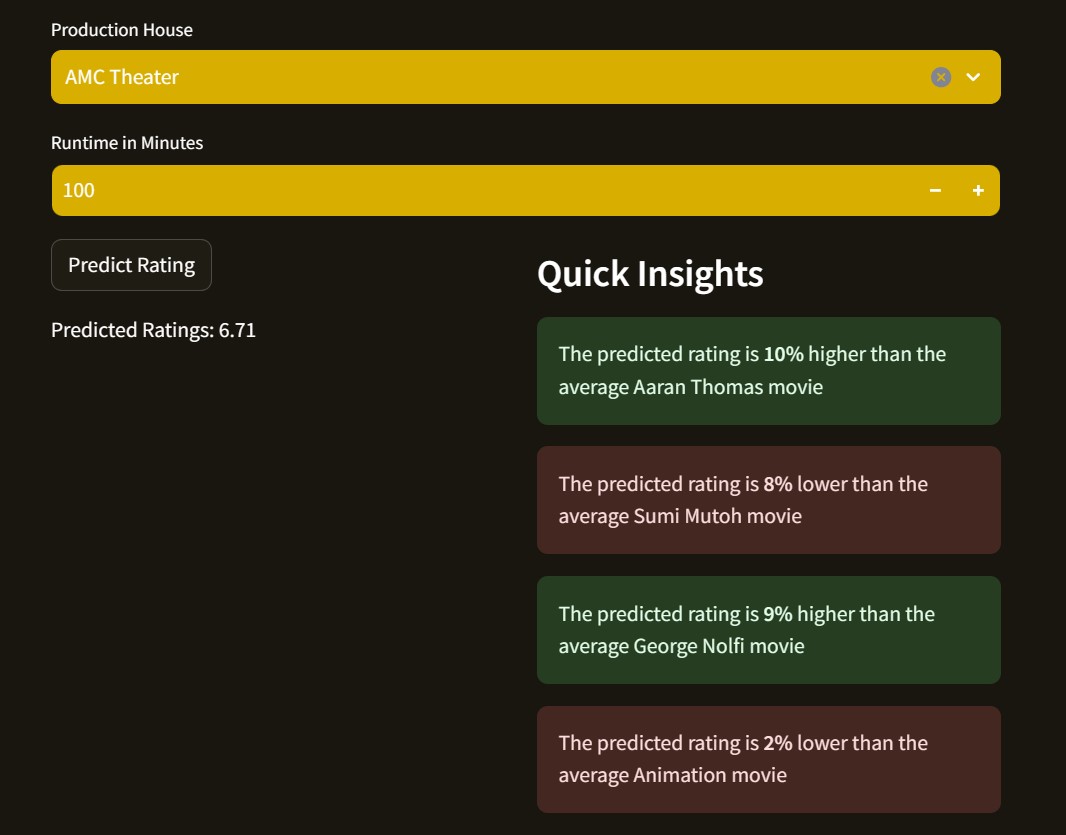 Production House
AMC Theater
Runtime in Minutes
100
Predict Rating
Predicted Ratings: 6.71
Quick Insights
The predicted rating is 10% higher than the
average Aaran Thomas movie
The predicted rating is 8% lower than the
average Sumi Mutoh movie
The predicted rating is 9% higher than the
average George Nolfi movie
The predicted rating is 2% lower than the
average Animation movie